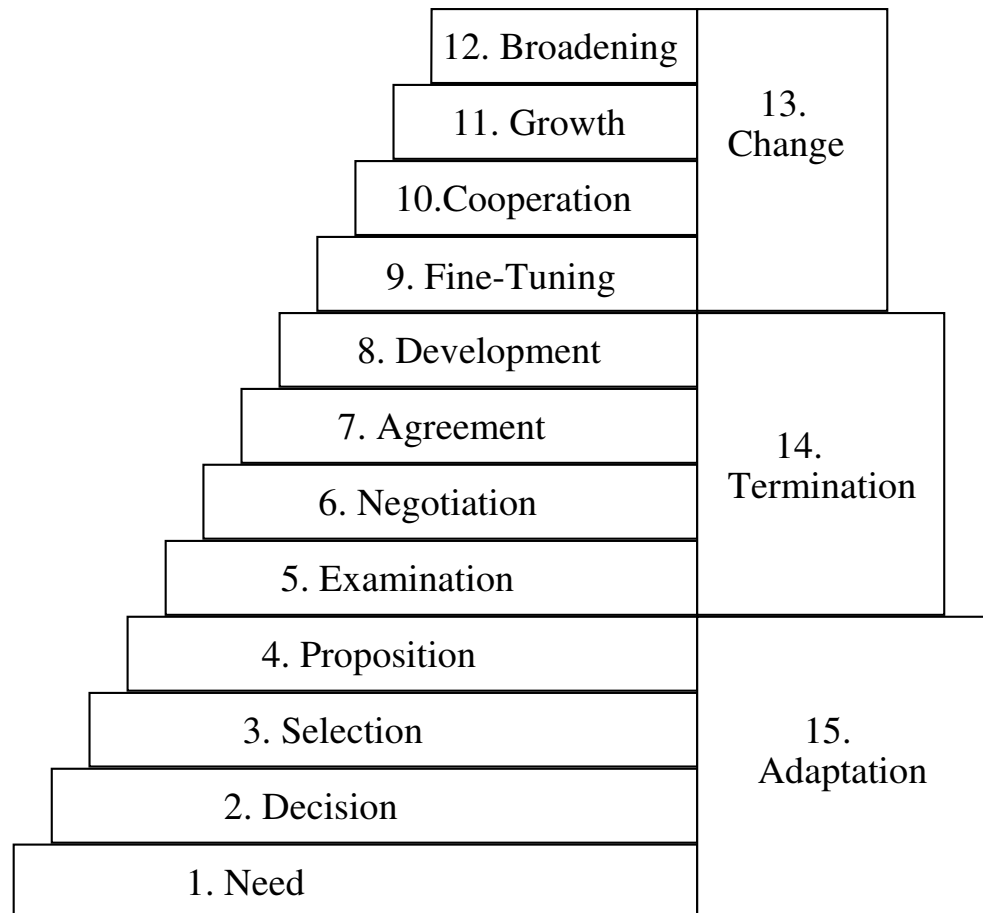 12. Broadening
11. Growth
10.Cooperation
9. Fine-Tuning
13.
Change
8. Development
7. Agreement
6. Negotiation
5. Examination
14.
Termination
4. Proposition
3. Selection
2. Decision
1. Need
15.
Adaptation